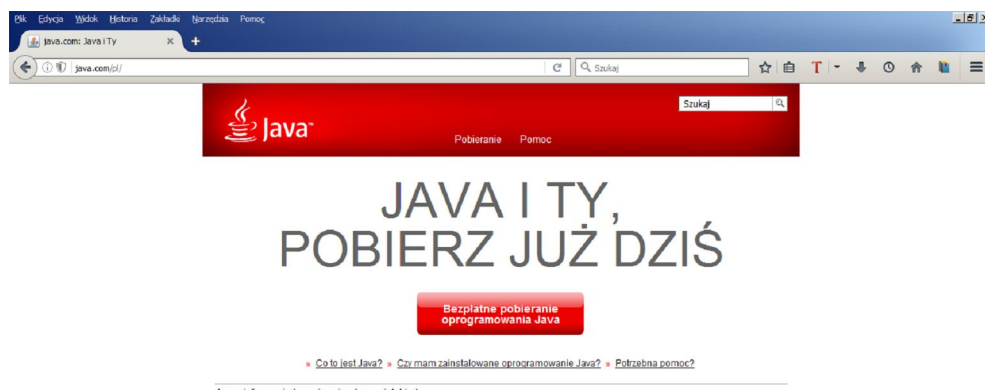 Plik Edycja Widok Historia Zakładki Narzędzia Pomoc
java.com: Java i Ty
java.com/pl/
Szukaj
Szukaj
Java™
Pobieranie Pomoc
JAVA I TY,
POBIERZ JUŻ DZIŚ
Bezpłatne pobieranie
oprogramowania Java
» Co to jest Java? » Czy mam zainstalowane oprogramowanie Java? » Potrzebna pomoc?